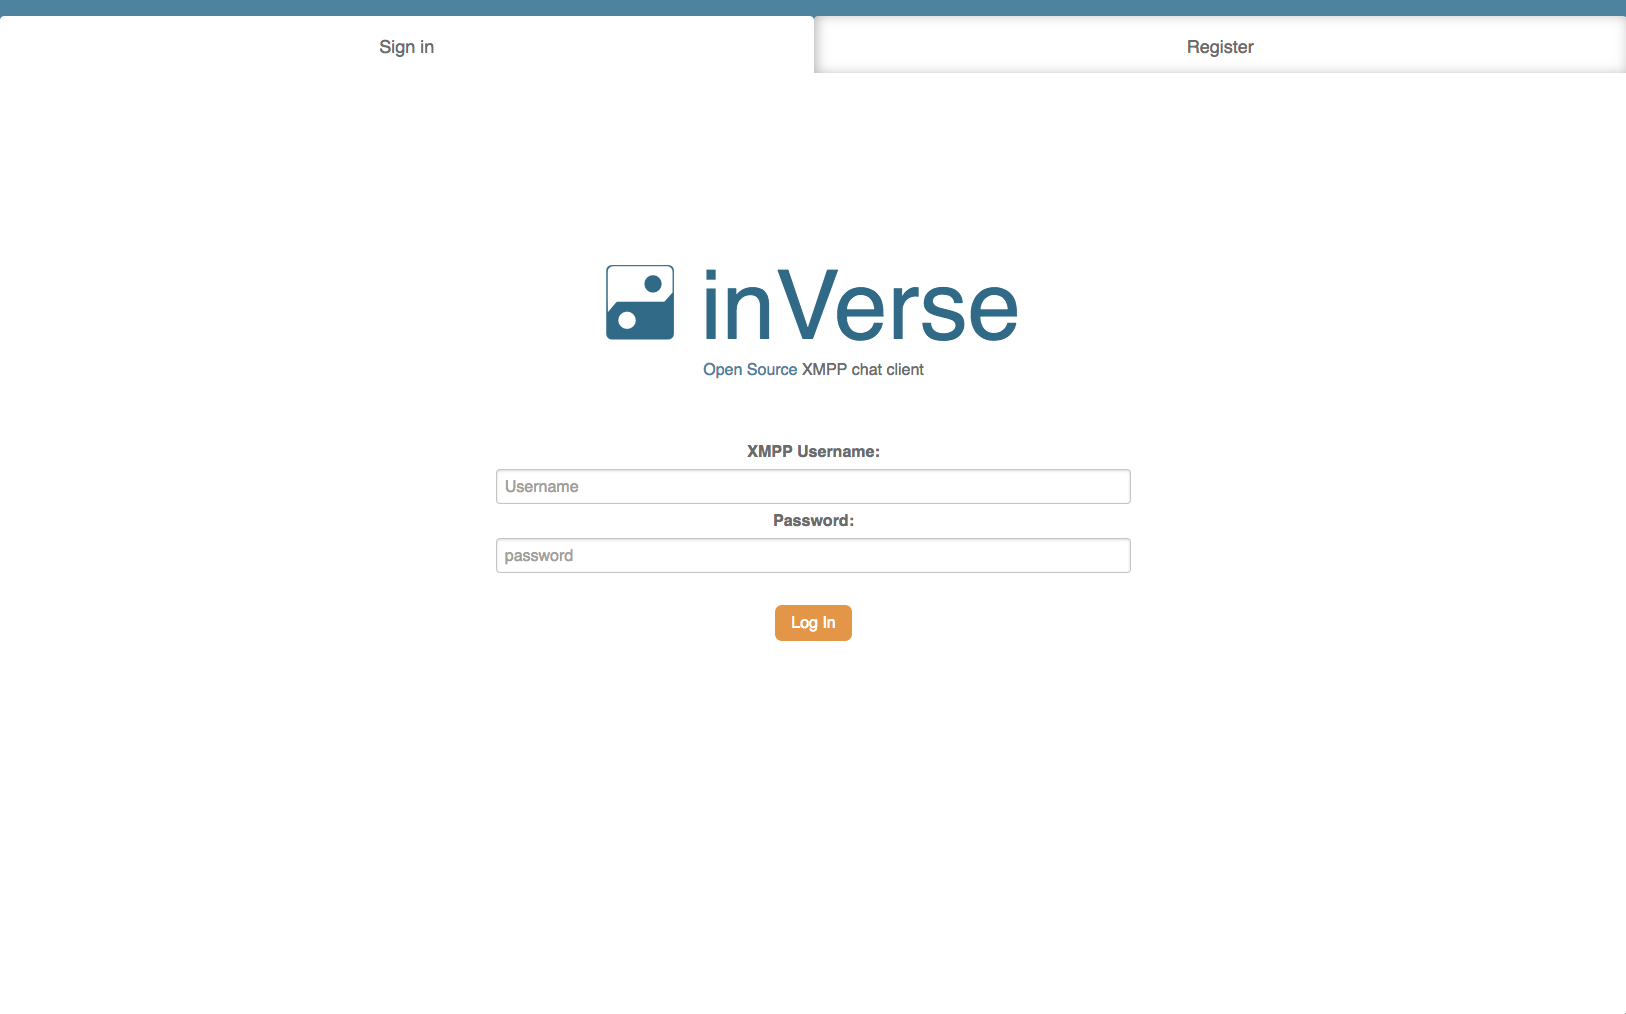 Sign in
Register
inVerse
Open Source XMPP chat client
XMPP Username:
Username
Password:
password
Log In